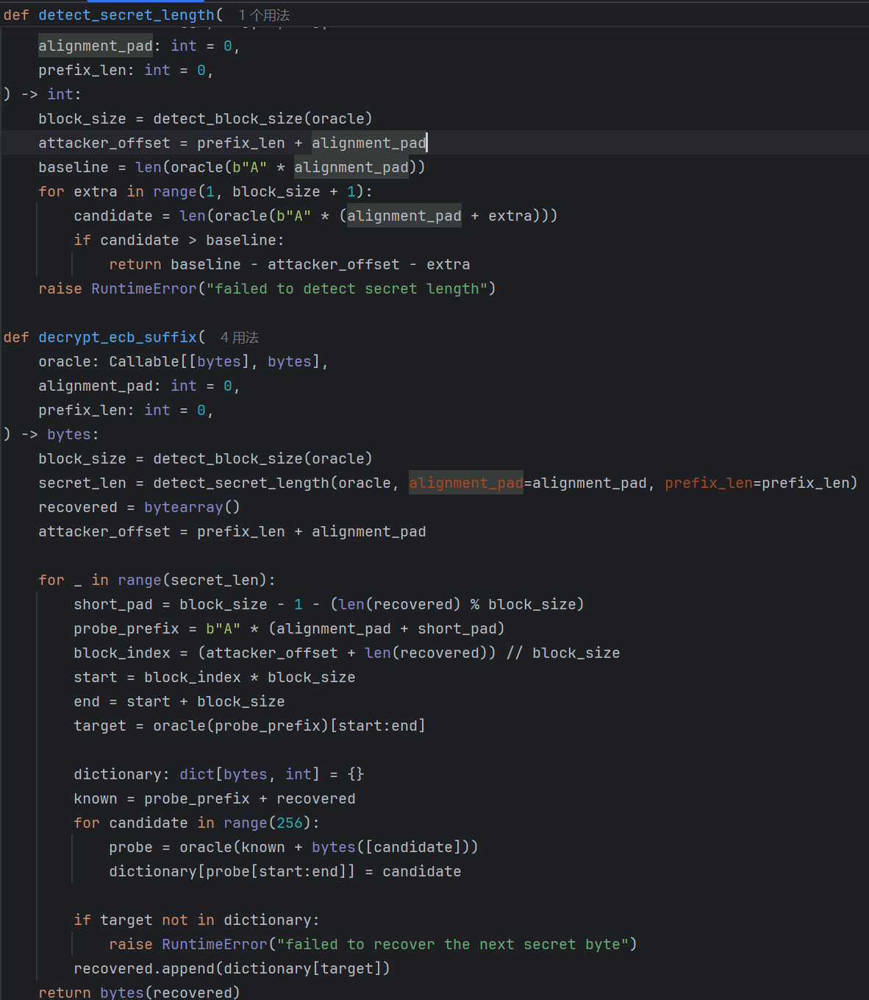 def detect_secret_length(  1 个用法
    alignment_pad: int = 0,
    prefix_len: int = 0,
) -> int:
    block_size = detect_block_size(oracle)
    attacker_offset = prefix_len + alignment_pad
    baseline = len(oracle(b"A" * alignment_pad))
    for extra in range(1, block_size + 1):
        candidate = len(oracle(b"A" * (alignment_pad + extra)))
        if candidate > baseline:
            return baseline - attacker_offset - extra
    raise RuntimeError("failed to detect secret length")

def decrypt_ecb_suffix(  4 用法
    oracle: Callable[[bytes], bytes],
    alignment_pad: int = 0,
    prefix_len: int = 0,
) -> bytes:
    block_size = detect_block_size(oracle)
    secret_len = detect_secret_length(oracle, alignment_pad=alignment_pad, prefix_len=prefix_len)
    recovered = bytearray()
    attacker_offset = prefix_len + alignment_pad

    for _ in range(secret_len):
        short_pad = block_size - 1 - (len(recovered) % block_size)
        probe_prefix = b"A" * (alignment_pad + short_pad)
        block_index = (attacker_offset + len(recovered)) // block_size
        start = block_index * block_size
        end = start + block_size
        target = oracle(probe_prefix)[start:end]

        dictionary: dict[bytes, int] = {}
        known = probe_prefix + recovered
        for candidate in range(256):
            probe = oracle(known + bytes([candidate]))
            dictionary[probe[start:end]] = candidate

        if target not in dictionary:
            raise RuntimeError("failed to recover the next secret byte")
        recovered.append(dictionary[target])
    return bytes(recovered)